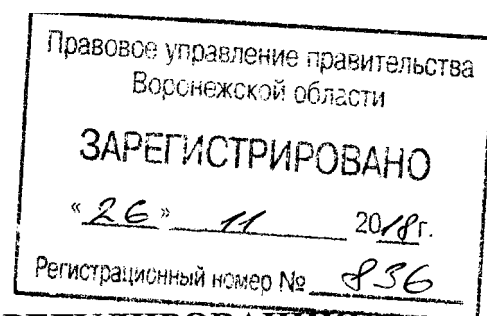 Правовое управление правительства
Воронежской области
ЗАРЕГИСТРИРОВАНО
« 26 » 11 2018г.
Регистрационный номер № 836